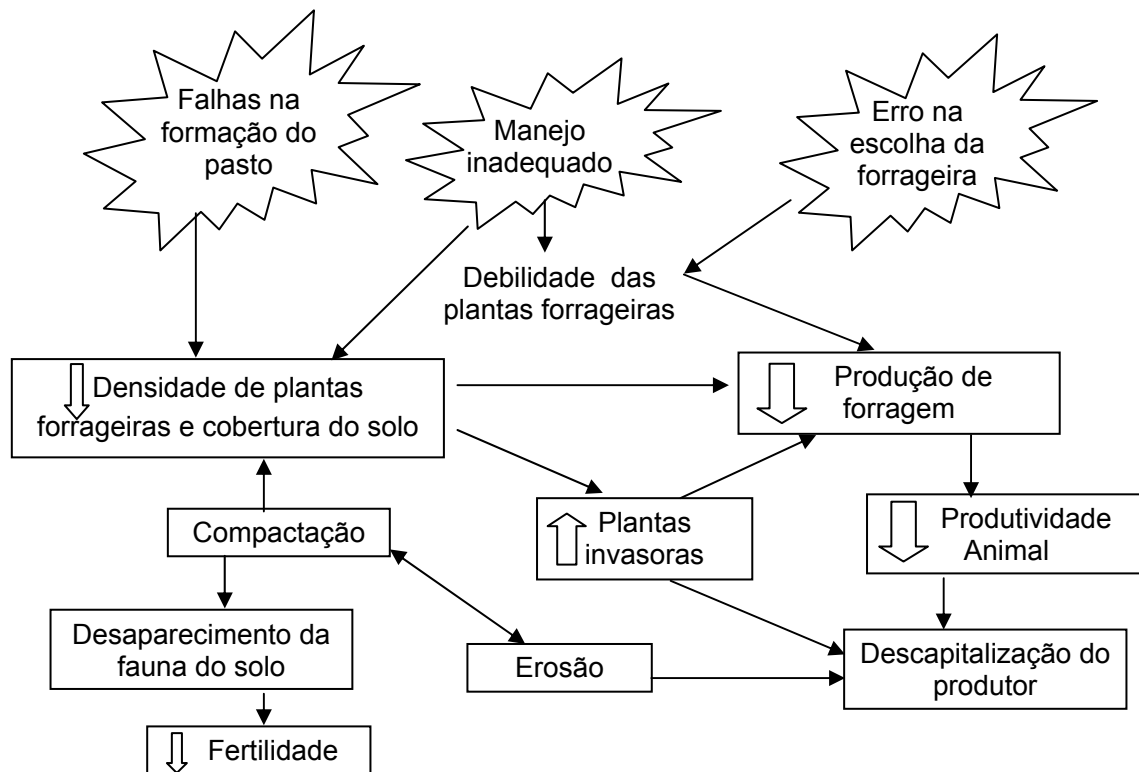 Falhas na
formação do
pasto
Manejo
inadequado
Erro na
escolha da
forrageira
Debilidade das
plantas forrageiras
Densidade de plantas
forrageiras e cobertura do solo
Produção de
forragem
Compactação
Plantas
invasoras
Produtividade
Animal
Desaparecimento da
fauna do solo
Erosão
Descapitalização do
produtor
Fertilidade